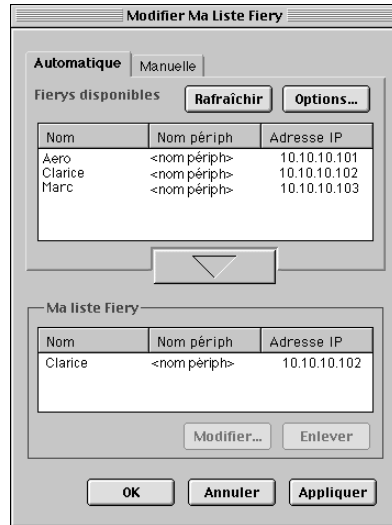 Modifier Ma Liste Fiery
Automatique Manuelle
Fierys disponibles Rafraîchir Options...
Nom Nom périph Adresse IP
Aero <nom périph> 10.10.10.101
Clarice <nom périph> 10.10.10.102
Marc <nom périph> 10.10.10.103
Ma liste Fiery
Nom Nom périph Adresse IP
Clarice <nom périph> 10.10.10.102
Modifier... Enlever
OK Annuler Appliquer